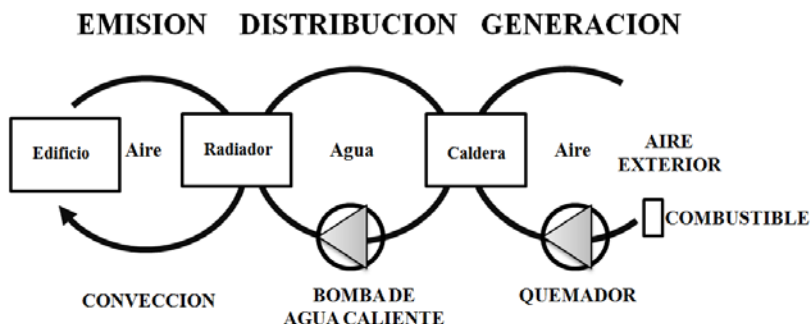 EMISION DISTRIBUCION GENERACION
Edificio Aire Radiador Agua Caldera Aire AIRE
EXTERIOR
COMBUSTIBLE
CONVECCION BOMBA DE QUEMADOR
AGUA CALIENTE